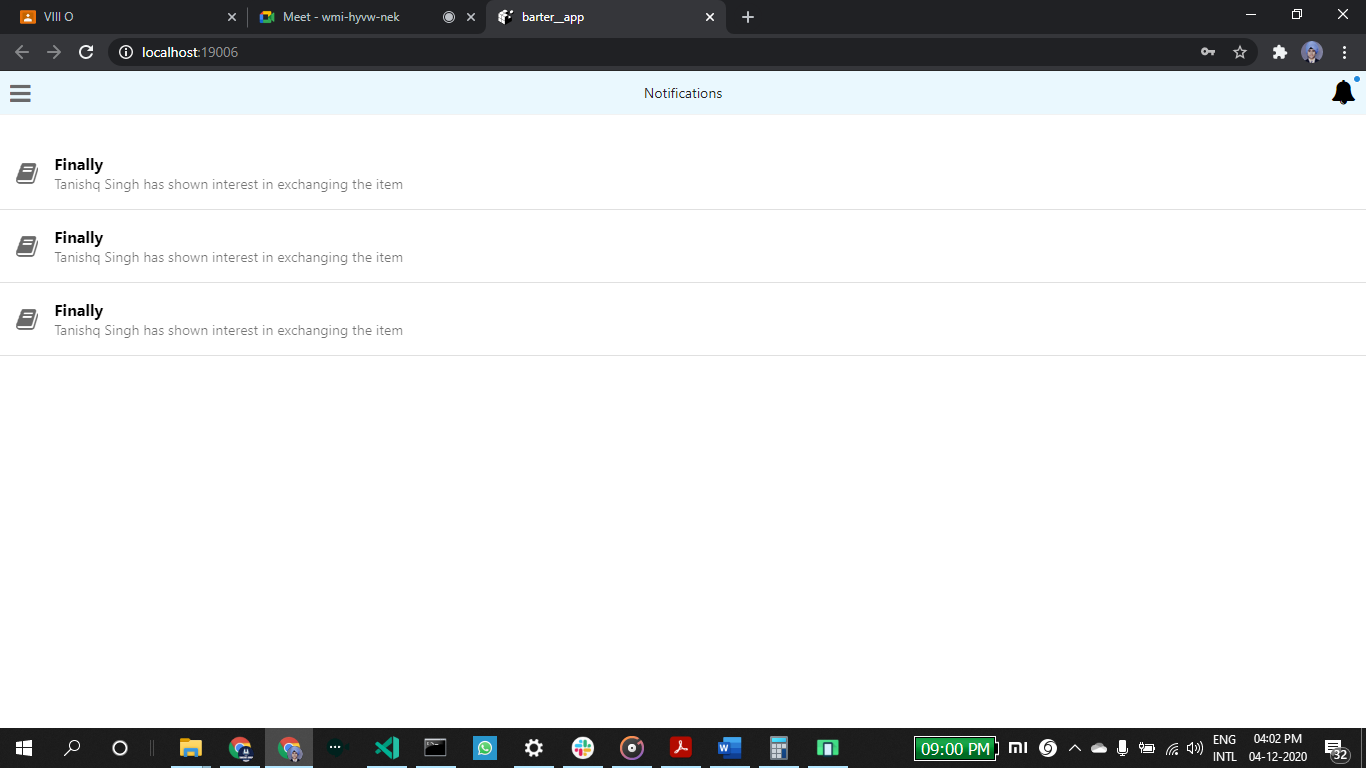 VIII O
Meet - wmi-hyvw-nek
barter__app
localhost:19006
Notifications
Finally
Tanishq Singh has shown interest in exchanging the item
Finally
Tanishq Singh has shown interest in exchanging the item
Finally
Tanishq Singh has shown interest in exchanging the item
09:00 PM
ENG
INTL
04:02 PM
04-12-2020
32